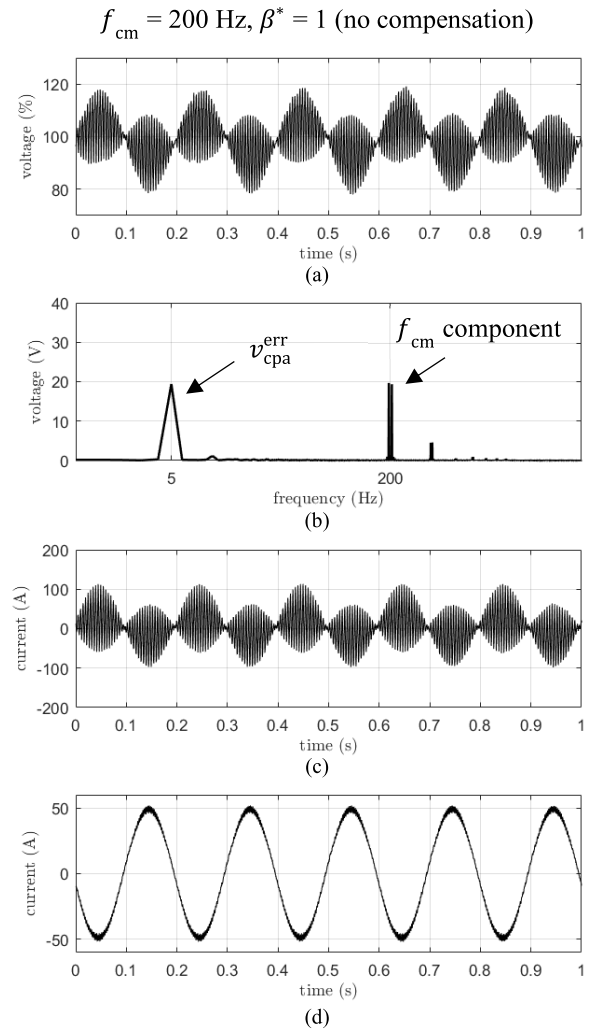 f cm = 200 Hz, β* = 1 (no compensation)
voltage (%)
120
100
80
0 0.1 0.2 0.3 0.4 0.5 0.6 0.7 0.8 0.9 1
time (s)
(a)
voltage (V)
40
30
20
10
0
v err cpa
f cm component
5 200
frequency (Hz)
(b)
current (A)
200
100
0
-100
-200
0 0.1 0.2 0.3 0.4 0.5 0.6 0.7 0.8 0.9 1
time (s)
(c)
current (A)
50
0
-50
0 0.1 0.2 0.3 0.4 0.5 0.6 0.7 0.8 0.9 1
time (s)
(d)